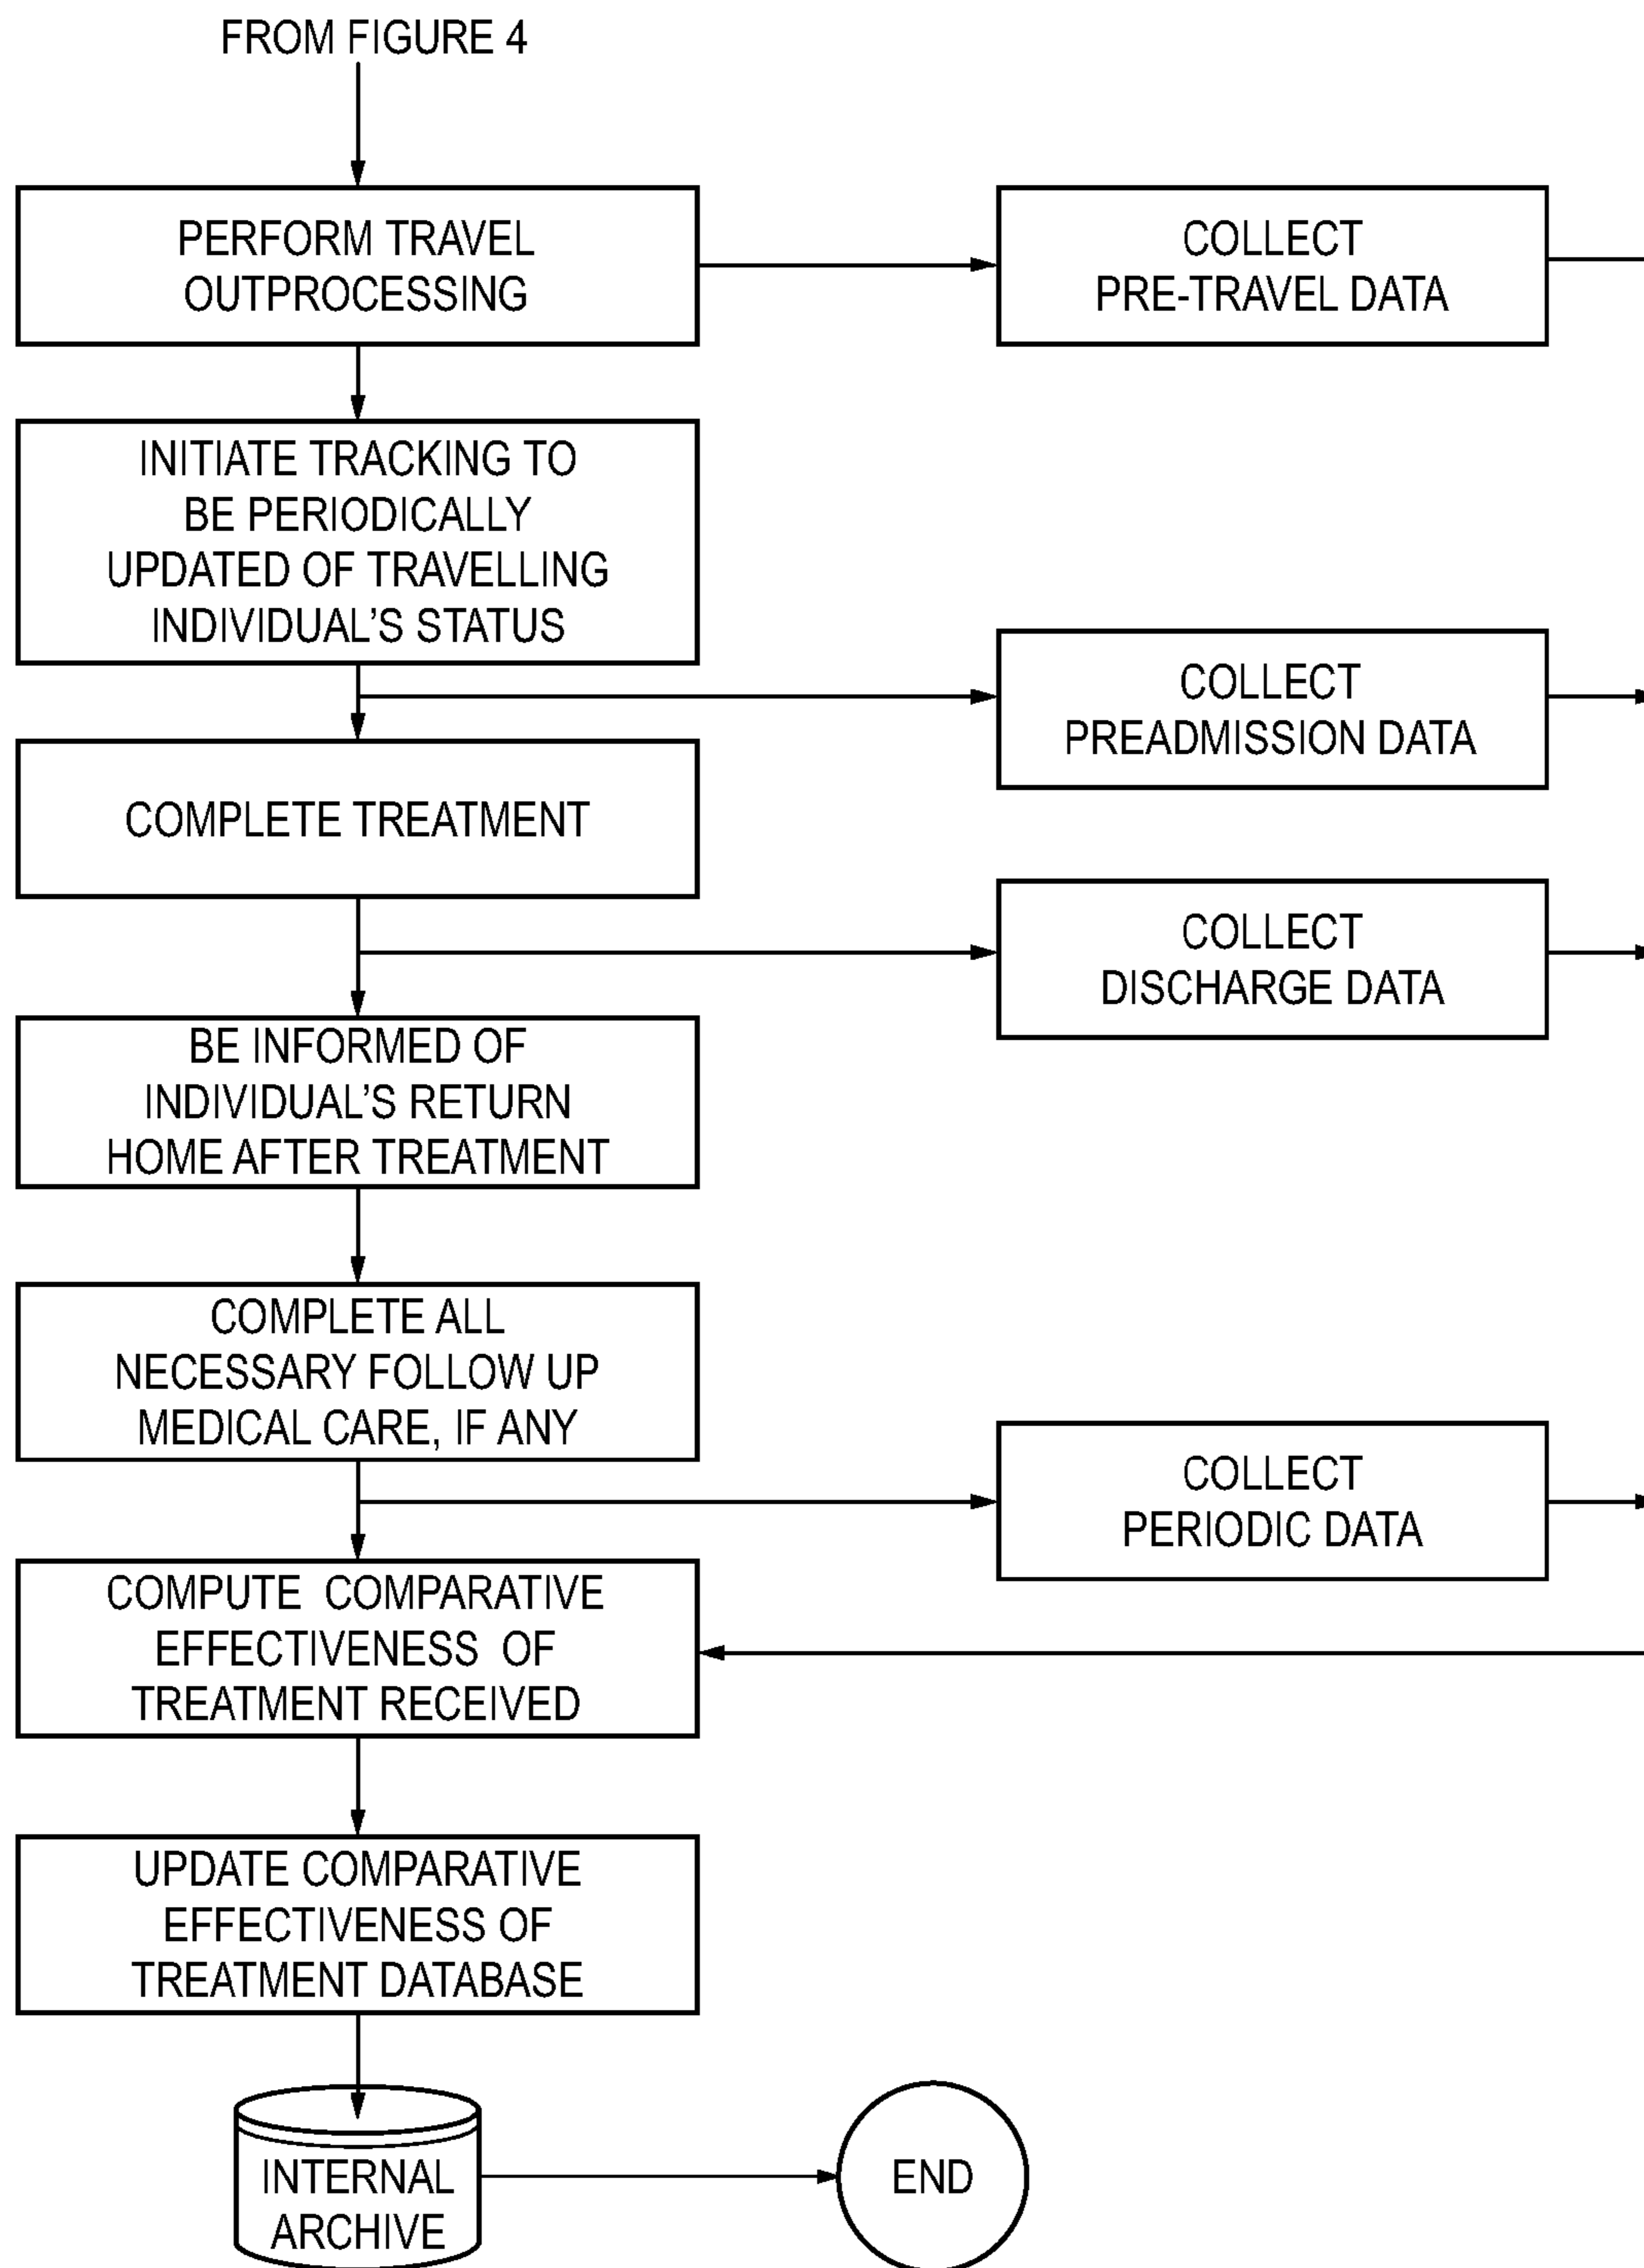 FROM FIGURE 4
PERFORM TRAVEL
OUTPROCESSING
COLLECT
PRE-TRAVEL DATA
INITIATE TRACKING TO
BE PERIODICALLY
UPDATED OF TRAVELLING
INDIVIDUAL’S STATUS
COLLECT
PREADMISSION DATA
COMPLETE TREATMENT
COLLECT
DISCHARGE DATA
BE INFORMED OF
INDIVIDUAL’S RETURN
HOME AFTER TREATMENT
COMPLETE ALL
NECESSARY FOLLOW UP
MEDICAL CARE, IF ANY
COLLECT
PERIODIC DATA
COMPUTE COMPARATIVE
EFFECTIVENESS OF
TREATMENT RECEIVED
UPDATE COMPARATIVE
EFFECTIVENESS OF
TREATMENT DATABASE
INTERNAL
ARCHIVE
END